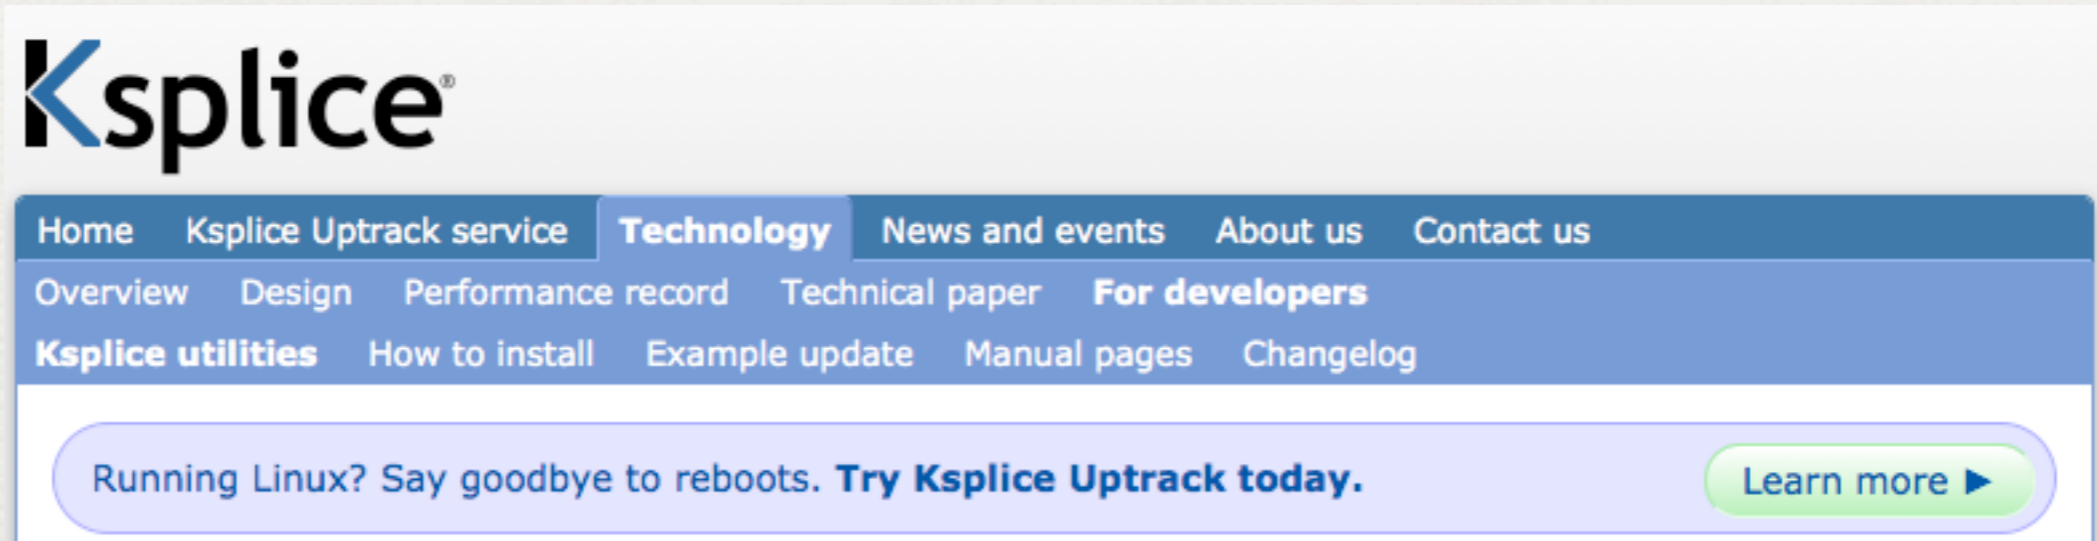 Ksplice®
Home Ksplice Uptrack service Technology News and events About us Contact us
Overview Design Performance record Technical paper For developers
Ksplice utilities How to install Example update Manual pages Changelog
Running Linux? Say goodbye to reboots. Try Ksplice Uptrack today. Learn more ►